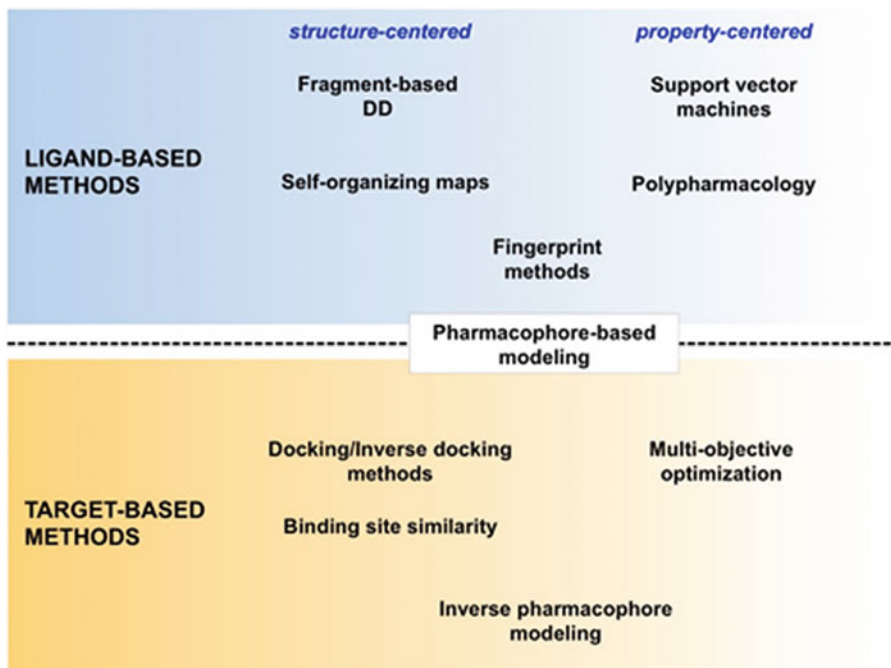 structure-centered
property-centered
Fragment-based
DD
Support vector
machines
LIGAND-BASED
METHODS
Self-organizing maps
Polypharmacology
Fingerprint
methods
Pharmacophore-based
modeling
Docking/Inverse docking
methods
Multi-objective
optimization
TARGET-BASED
METHODS
Binding site similarity
Inverse pharmacophore
modeling